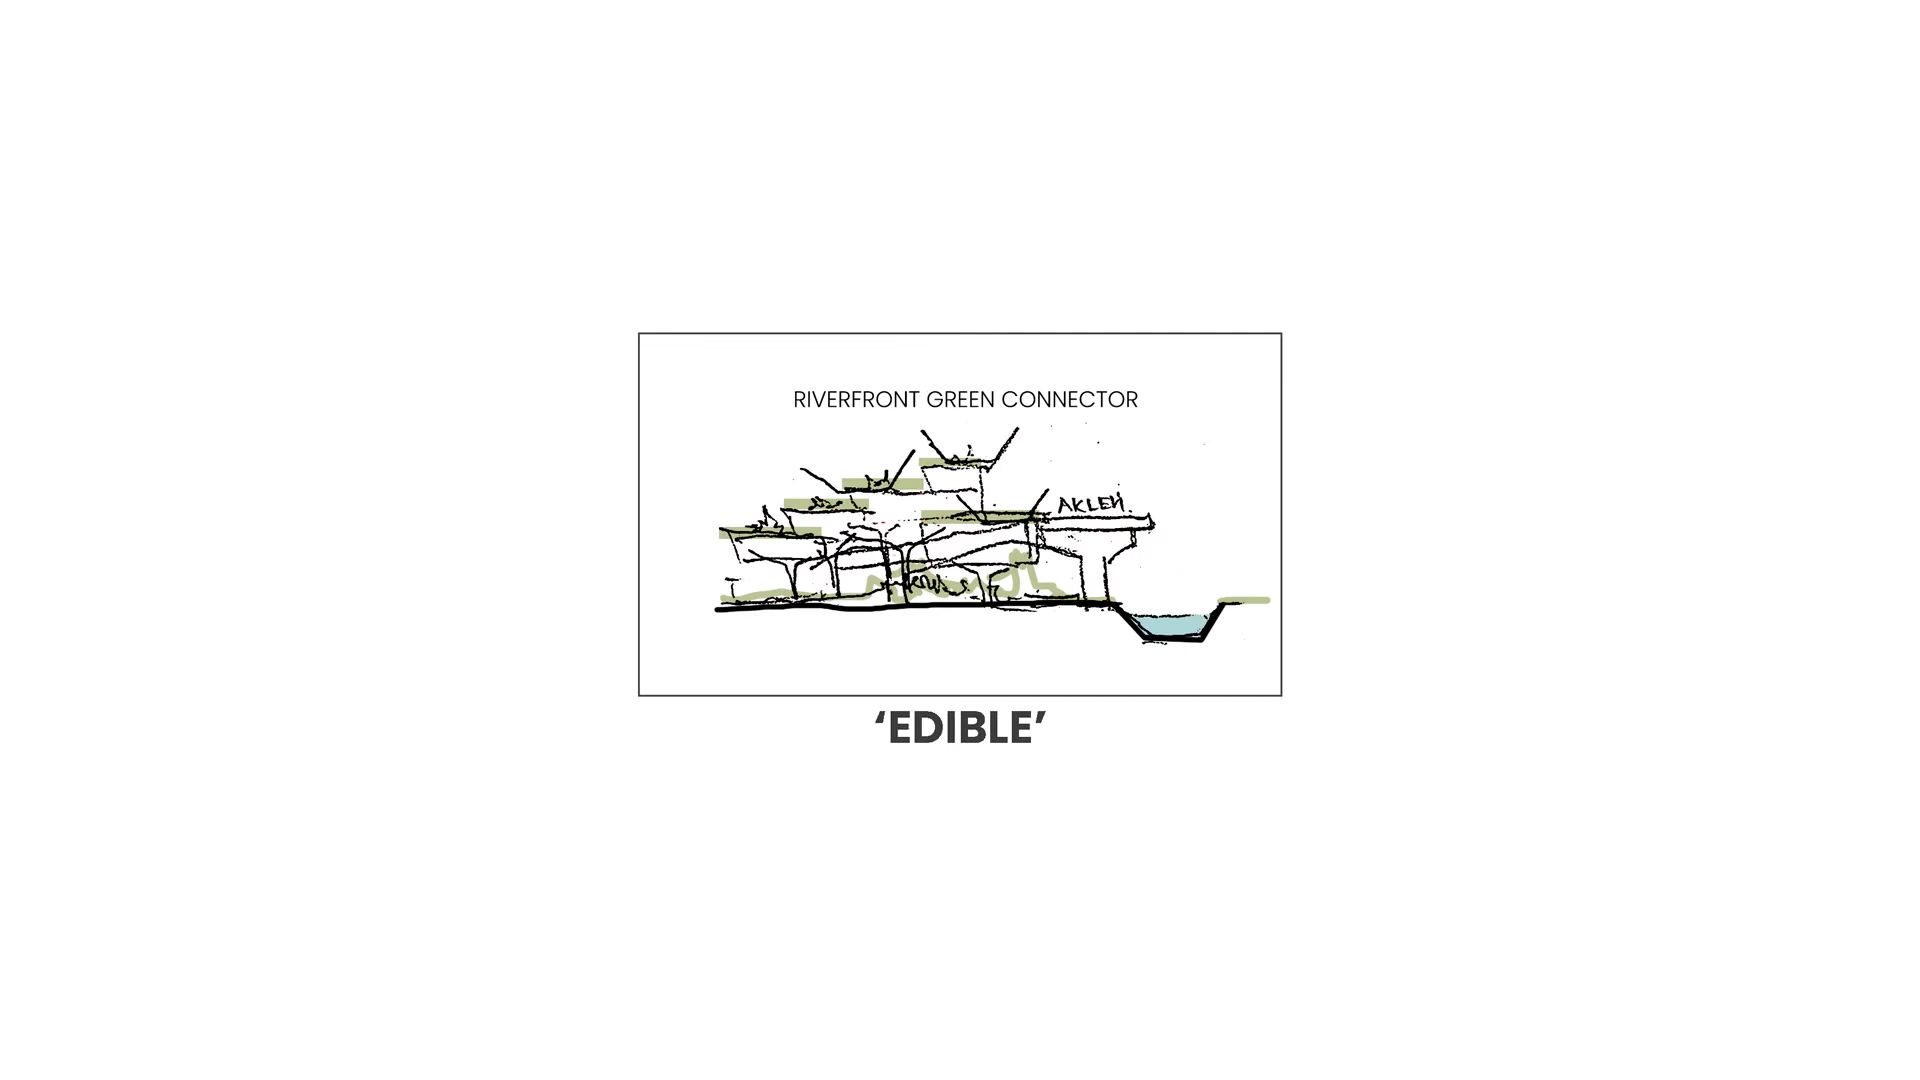 RIVERFRONT GREEN CONNECTOR
AKLEH.
‘EDIBLE’